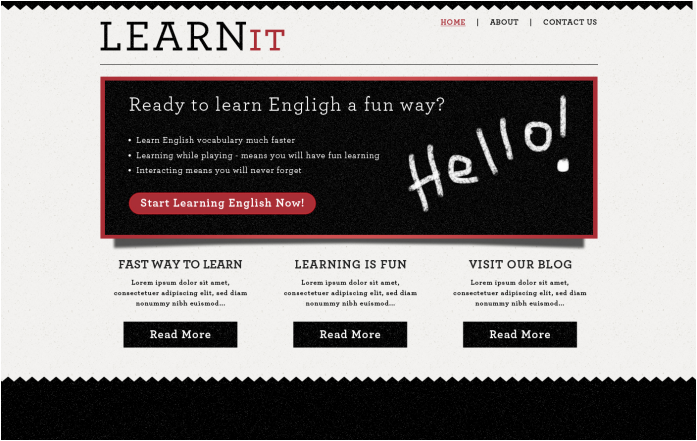 LEARNIT
HOME | ABOUT | CONTACT US
Ready to learn Engligh a fun way?
• Learn English vocabulary much faster
• Learning while playing - means you will have fun learning
• Interacting means you will never forget
Hello!
Start Learning English Now!
FAST WAY TO LEARN
Lorem ipsum dolor sit amet,
consectetuer adipiscing elit, sed diam
nonummy nibh euismod...
Read More
LEARNING IS FUN
Lorem ipsum dolor sit amet,
consectetuer adipiscing elit, sed diam
nonummy nibh euismod...
Read More
VISIT OUR BLOG
Lorem ipsum dolor sit amet,
consectetuer adipiscing elit, sed diam
nonummy nibh euismod...
Read More